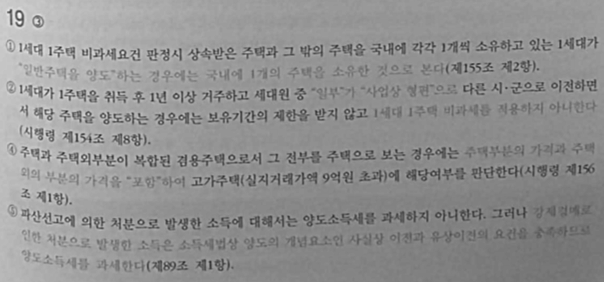 19 ③
① 1세대 1주택 비과세요건 판정시 상속받은 주택과 그 밖의 주택을 국내에 각각 1개씩 소유하고 있는 1세대가
“일반주택을 양도”하는 경우에는 국내에 1개의 주택을 소유한 것으로 본다(제155조 제2항).
② 1세대가 1주택을 취득 후 1년 이상 거주하고 세대원 중 “일부”가 “사업상 형편”으로 다른 시·군으로 이전하면
서 해당 주택을 양도하는 경우에는 보유기간의 제한을 받지 않고 1세대 1주택 비과세를 적용하지 아니한다
(시행령 제154조 제8항).
④ 주택과 주택외부분이 복합된 겸용주택으로서 그 전부를 주택으로 보는 경우에는 주택부분의 가격과 주택
외의 부분의 가격을 “포함”하여 고가주택(실지거래가액 9억원 초과)에 해당여부를 판단한다(시행령 제156
조 제1항).
⑤ 파산선고에 의한 처분으로 발생한 소득에 대해서는 양도소득세를 과세하지 아니한다. 그러나 강제경매로
인한 처분으로 발생한 소득은 소득세법상 양도의 개념요소인 사실상 이전과 유상이전의 요건을 충족하므로
양도소득세를 과세한다(제89조 제1항).